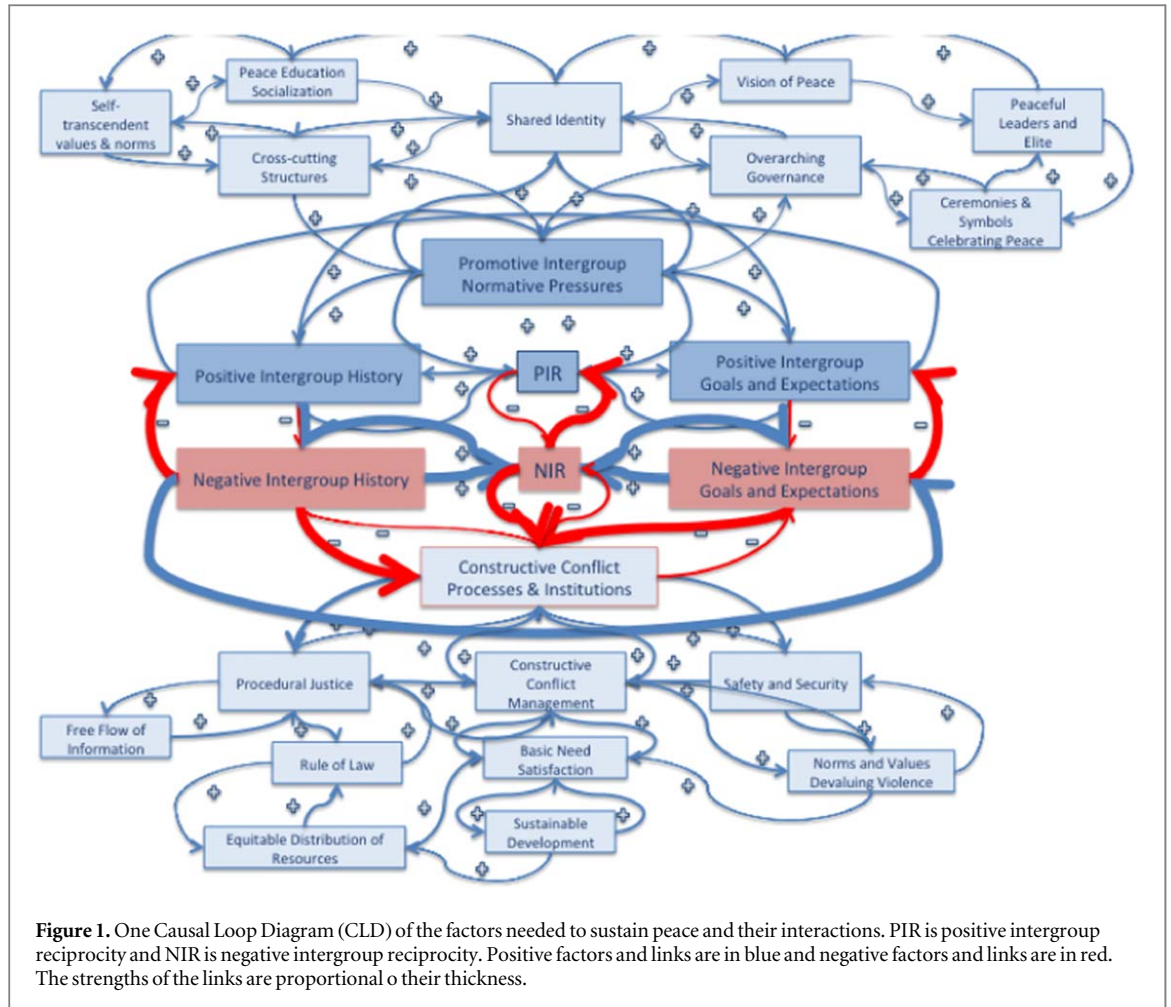 Peace Education
Socialization
Vision of Peace
Self-
transcendent
values & norms
Shared Identity
Peaceful
Leaders and
Elite
Cross-cutting
Structures
Overarching
Governance
Ceremonies &
Symbols
Celebrating Peace
Promotive Intergroup
Normative Pressures
Positive Intergroup History
PIR
Positive Intergroup
Goals and Expectations
Negative Intergroup History
NIR
Negative Intergroup
Goals and Expectations
Constructive Conflict
Processes & Institutions
Procedural Justice
Constructive
Conflict
Management
Safety and Security
Free Flow of
Information
Rule of Law
Basic Need
Satisfaction
Norms and Values
Devaluing Violence
Equitable Distribution of
Resources
Sustainable
Development
Figure 1. One Causal Loop Diagram (CLD) of the factors needed to sustain peace and their interactions. PIR is positive intergroup
reciprocity and NIR is negative intergroup reciprocity. Positive factors and links are in blue and negative factors and links are in red.
The strengths of the links are proportional o their thickness.